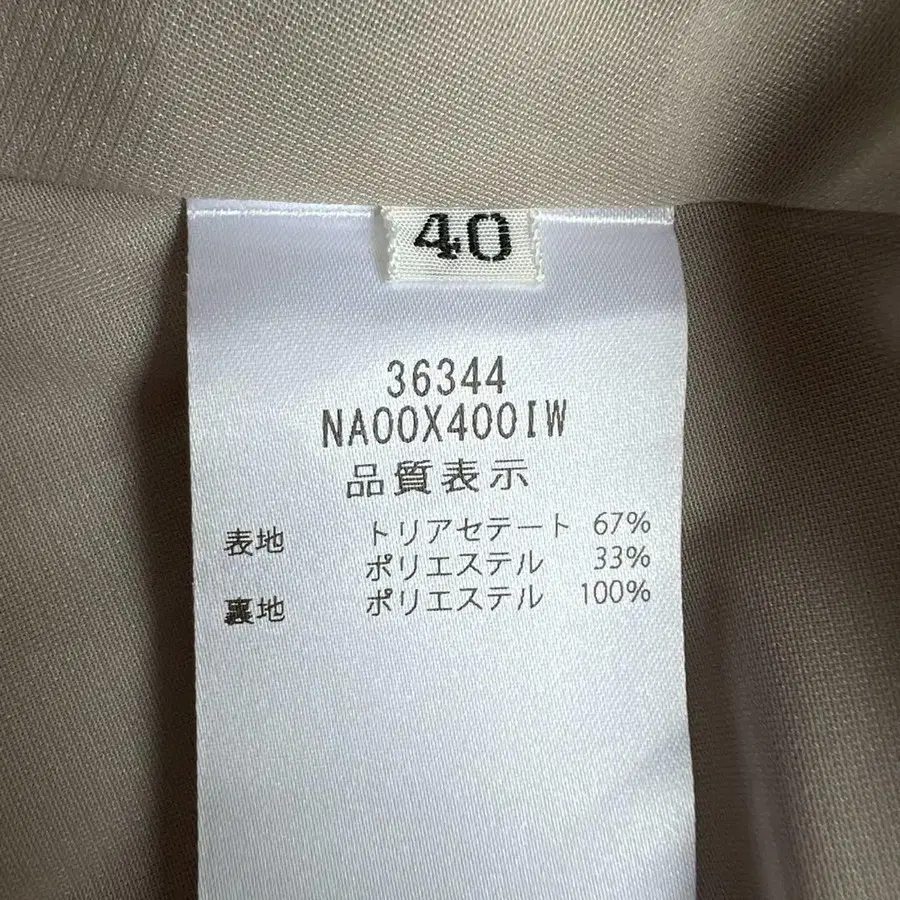 40
36344
NA00X400IW
品質表示
表地 トリアセテート 67%
ポリエステル 33%
裏地 ポリエステル 100%